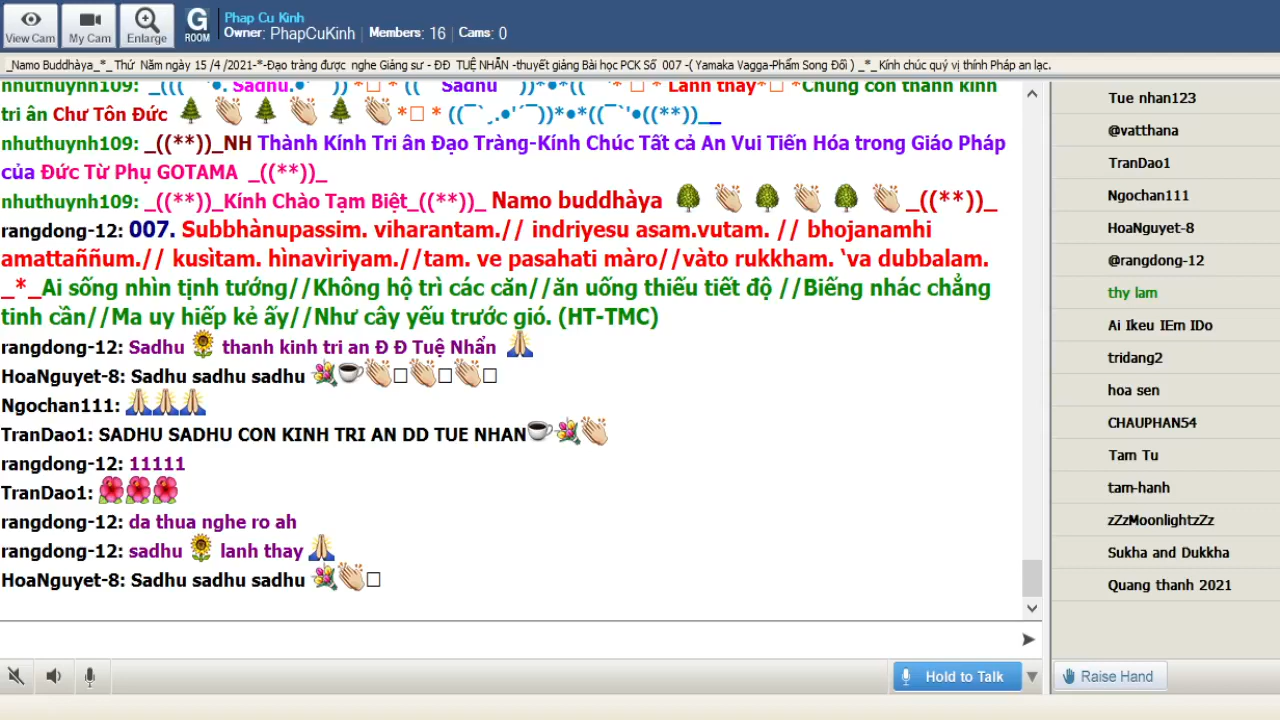 View Cam
My Cam
Enlarge
G
ROOM
Phap Cu Kinh
Owner: PhapCuKinh | Members: 16 | Cams: 0
_Namo Buddhàya_*_ Thứ Năm ngày 15 /4 /2021-*-Đạo tràng được nghe Giảng sư - ĐĐ TUỆ NHẪN -thuyết giảng Bài học PCK Số 007 -( Yamaka Vagga-Phẩm Song Đối ) _*_ Kính chúc quý vị thính Pháp an lạc.
nhuthuynh109: Sadhu Sadhu Lành thay Chúng con thành kính
tri ân Chư Tôn Đức
nhuthuynh109: _((**))_NH Thành Kính Tri ân Đạo Tràng-Kính Chúc Tất cả An Vui Tiến Hóa trong Giáo Pháp
của Đức Từ Phụ GOTAMA _((**))_
nhuthuynh109: _((**))_Kính Chào Tạm Biệt_((**))_ Namo buddhàya _((**))_
rangdong-12: 007. Subbhànupassim. viharantam.// indriyesu asam.vutam. // bhojanamhi
amattaññum.// kusìtam. hìnavìriyam.//tam. ve pasahati màro//vàto rukkham. ‛va dubbalam.
_*_Ai sống nhìn tịnh tướng//Không hộ trì các căn//ăn uống thiếu tiết độ //Biếng nhác chẳng
tinh cần//Ma uy hiếp kẻ ấy//Như cây yếu trước gió. (HT-TMC)
rangdong-12: Sadhu thanh kinh tri an Đ Đ Tuệ Nhẩn
HoaNguyet-8: Sadhu sadhu sadhu
Ngochan111:
TranDao1: SADHU SADHU CON KINH TRI AN DD TUE NHAN
rangdong-12: 11111
TranDao1:
rangdong-12: da thua nghe ro ah
rangdong-12: sadhu lanh thay
HoaNguyet-8: Sadhu sadhu sadhu
Hold to Talk
Tue nhan123
@vatthana
TranDao1
Ngochan111
HoaNguyet-8
@rangdong-12
thy lam
Ai Ikeu IEm IDo
tridang2
hoa sen
CHAUPHAN54
Tam Tu
tam-hanh
zZzMoonlightzZz
Sukha and Dukkha
Quang thanh 2021
Raise Hand